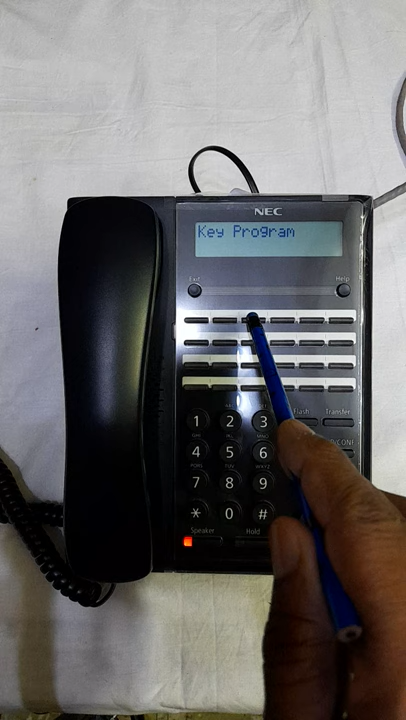 NEC
Key Program
Exit Help
Flash Transfer
1 2 3
4 5 6
7 8 9
* 0 #
Speaker Hold